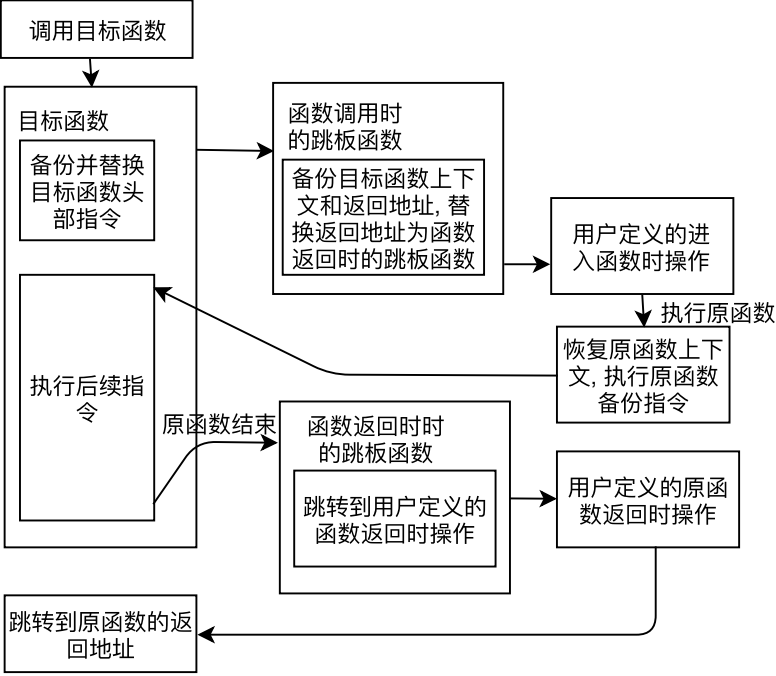 调用目标函数
目标函数
备份并替换
目标函数头
部指令
函数调用时
的跳板函数
备份目标函数上下
文和返回地址, 替
换返回地址为函数
返回时的跳板函数
用户定义的进
入函数时操作
执行原函数
恢复原函数上下
文, 执行原函数
备份指令
执行后续指
令
原函数结束
函数返回时时
的跳板函数
跳转到用户定义的
函数返回时操作
用户定义的原函
数返回时操作
跳转到原函数的返
回地址